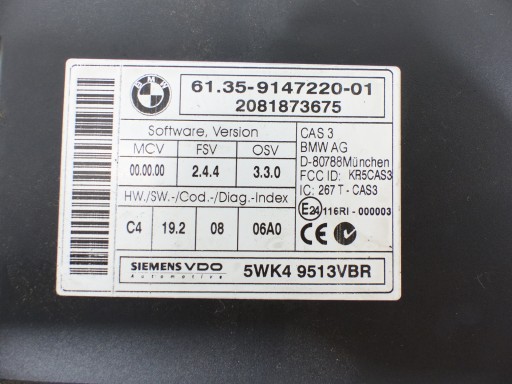 BMW
61.35-9147220-01
2081873675
Software, Version
MCV FSV OSV
00.00.00 2.4.4 3.3.0
HW./SW.-/Cod.-/Diag.-Index
C4 19.2 08 06A0
CAS 3
BMW AG
D-80788München
FCC ID: KR5CAS3
IC: 267 T - CAS3
E24 116RI - 000003
CE
SIEMENS VDO
Automotive
5WK4 9513VBR